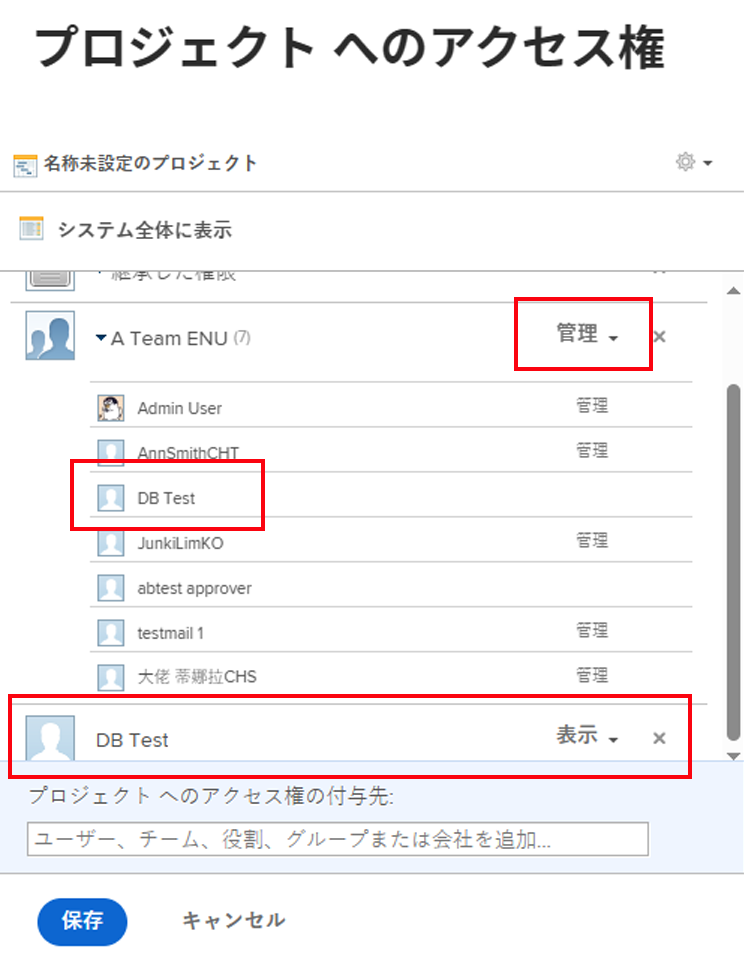 プロジェクト へのアクセス権
名称未設定のプロジェクト
システム全体に表示
継承した権限
A Team ENU (7) 管理
Admin User 管理
AnnSmithCHT 管理
DB Test
JunkiLimKO 管理
abtest approver
testmail 1 管理
大佬 蒂娜拉CHS 管理
DB Test 表示
プロジェクト へのアクセス権の付与先:
ユーザー、チーム、役割、グループまたは会社を追加...
保存 キャンセル